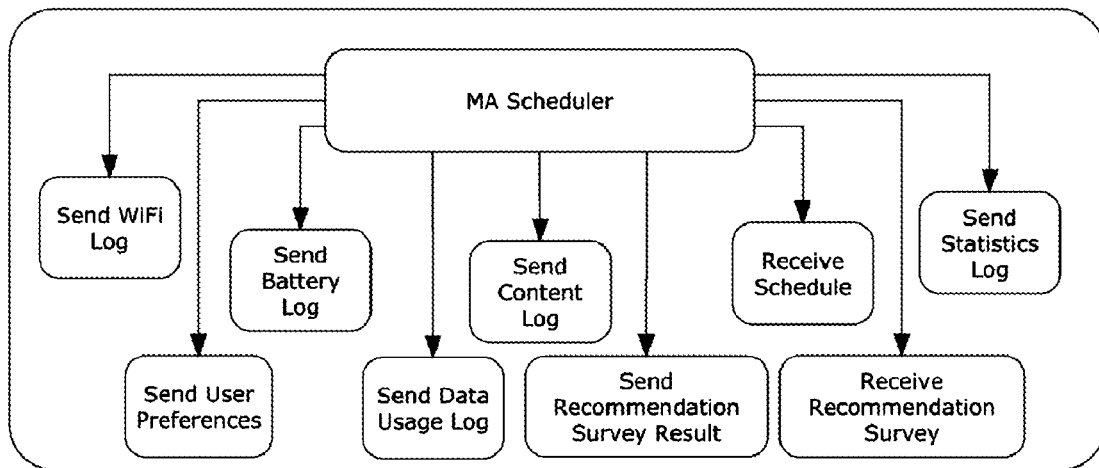 MA Scheduler
Send WiFi
Log
Send
Battery
Log
Send
Content
Log
Receive
Schedule
Send
Statistics
Log
Send User
Preferences
Send Data
Usage Log
Send
Recommendation
Survey Result
Receive
Recommendation
Survey